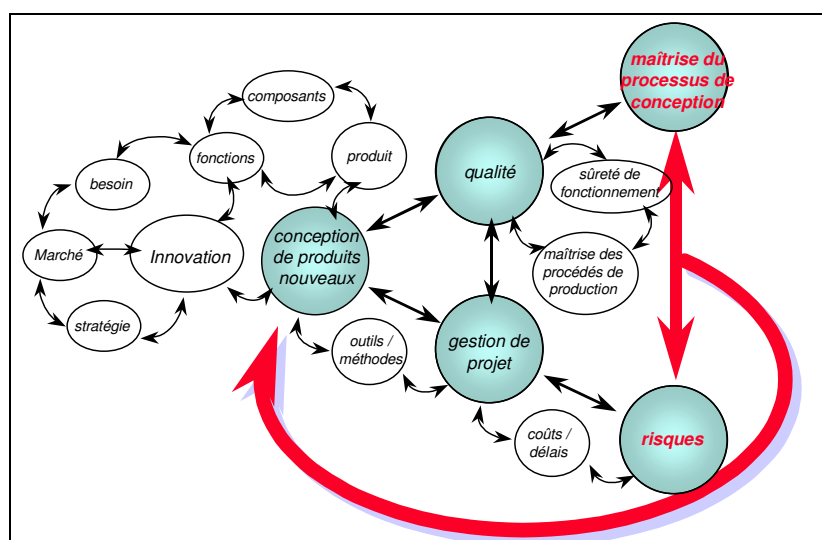 maîtrise du
processus de
conception
composants
fonctions
produit
qualité
sûreté de
fonctionnement
besoin
conception
de produits
nouveaux
Marché
Innovation
maîtrise des
procédés de
production
stratégie
outils /
méthodes
gestion de
projet
coûts /
délais
risques